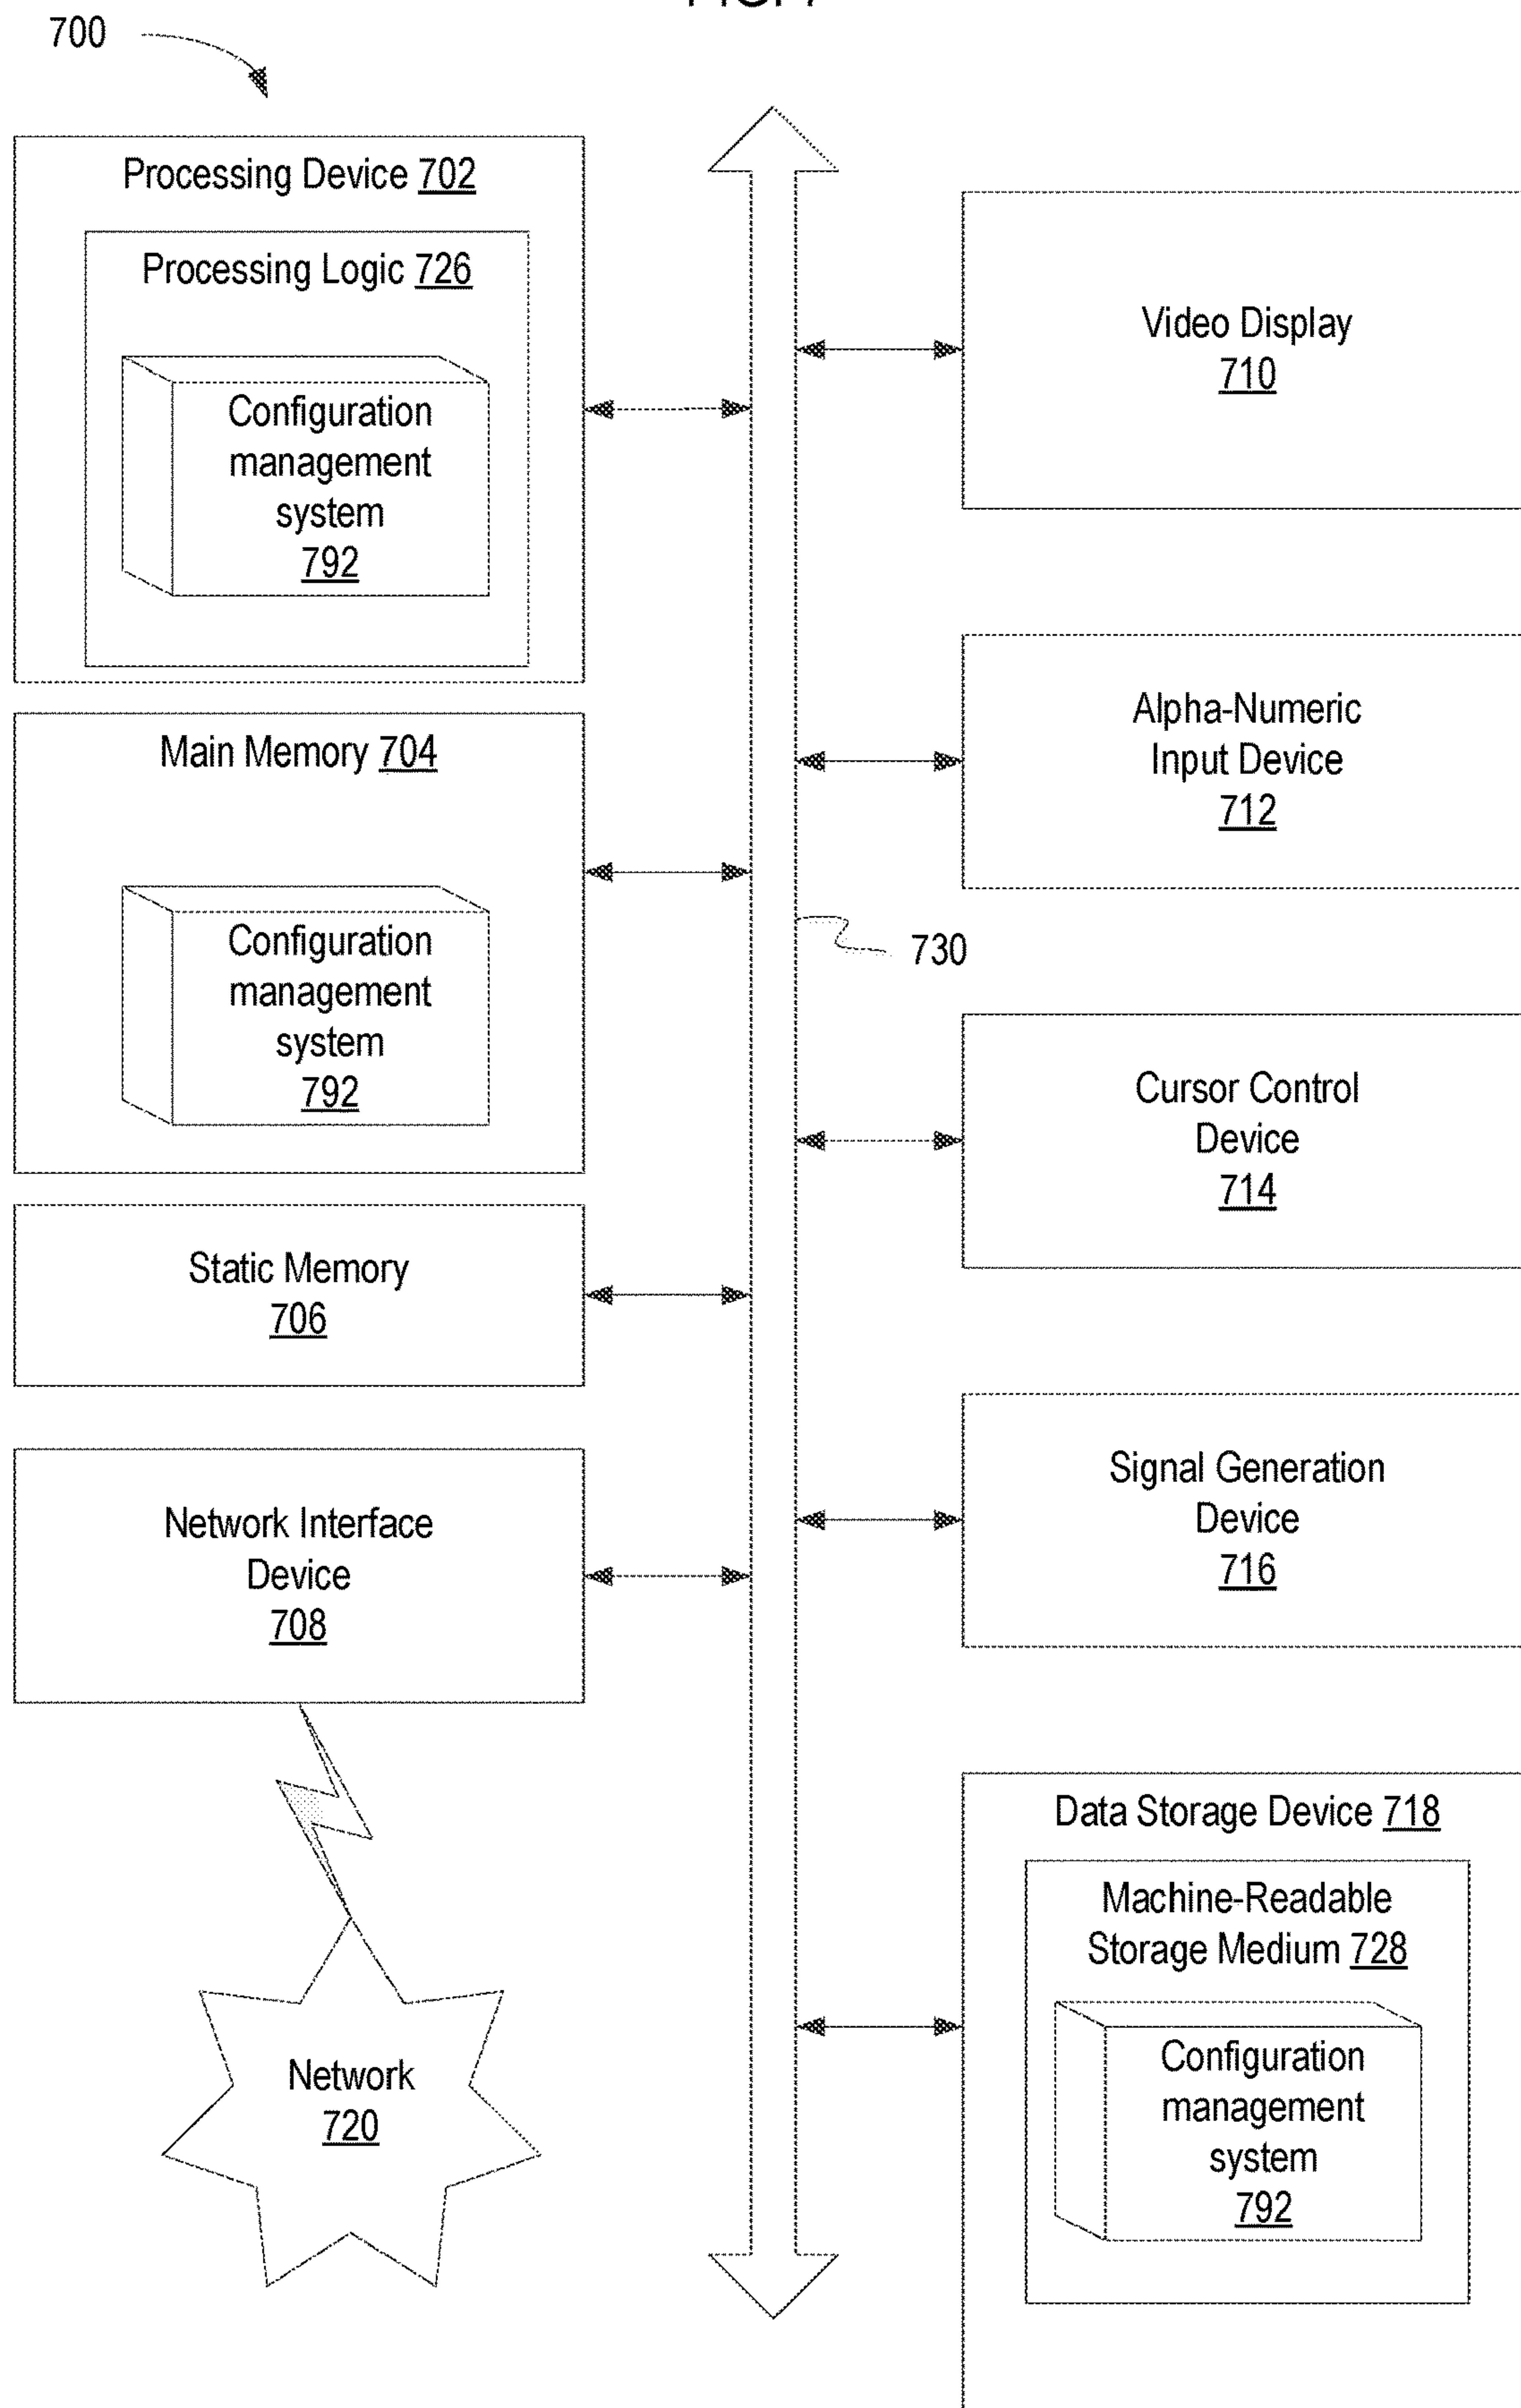 700
Processing Device 702
Processing Logic 726
Configuration
management
system
792
Main Memory 704
Configuration
management
system
792
Static Memory
706
Network Interface
Device
708
Network
720
730
Video Display
710
Alpha-Numeric
Input Device
712
Cursor Control
Device
714
Signal Generation
Device
716
Data Storage Device 718
Machine-Readable
Storage Medium 728
Configuration
management
system
792